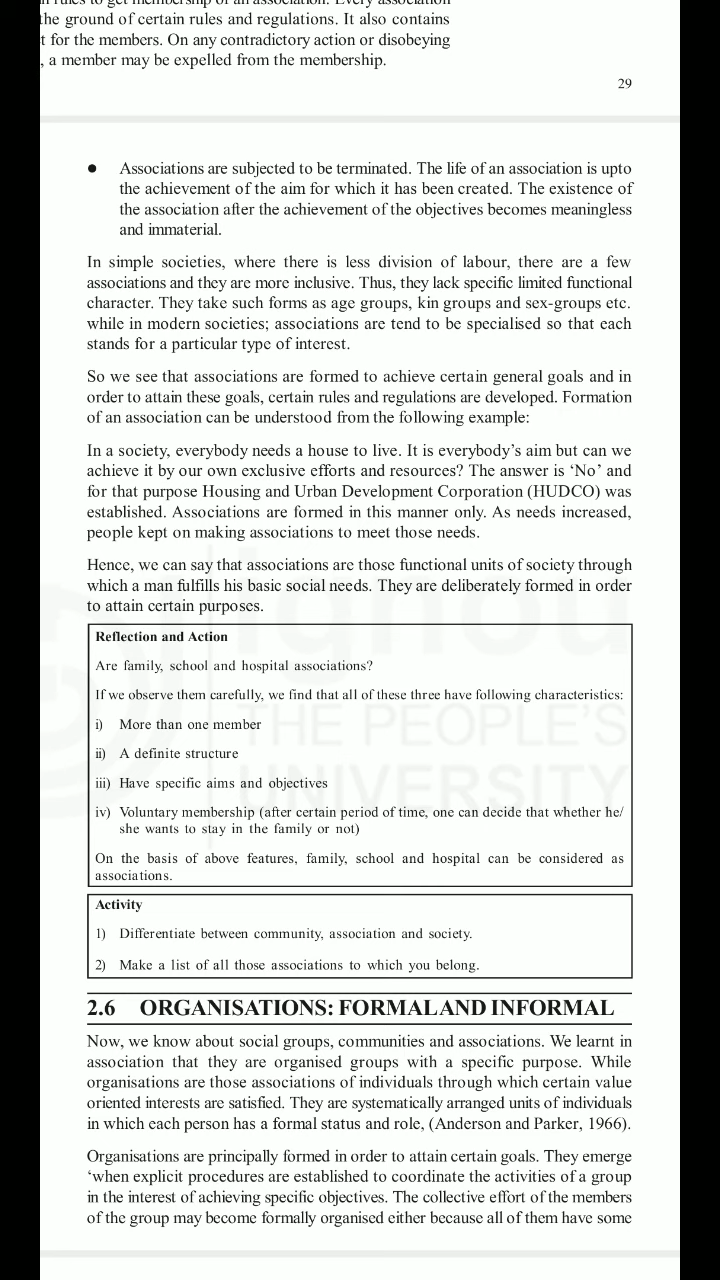 rules to get membership of an association. Every association
the ground of certain rules and regulations. It also contains
t for the members. On any contradictory action or disobeying
, a member may be expelled from the membership.
29
● Associations are subjected to be terminated. The life of an association is upto
the achievement of the aim for which it has been created. The existence of
the association after the achievement of the objectives becomes meaningless
and immaterial.
In simple societies, where there is less division of labour, there are a few
associations and they are more inclusive. Thus, they lack specific limited functional
character. They take such forms as age groups, kin groups and sex-groups etc.
while in modern societies; associations are tend to be specialised so that each
stands for a particular type of interest.
So we see that associations are formed to achieve certain general goals and in
order to attain these goals, certain rules and regulations are developed. Formation
of an association can be understood from the following example:
In a society, everybody needs a house to live. It is everybody's aim but can we
achieve it by our own exclusive efforts and resources? The answer is 'No' and
for that purpose Housing and Urban Development Corporation (HUDCO) was
established. Associations are formed in this manner only. As needs increased,
people kept on making associations to meet those needs.
Hence, we can say that associations are those functional units of society through
which a man fulfills his basic social needs. They are deliberately formed in order
to attain certain purposes.
Reflection and Action
Are family, school and hospital associations?
If we observe them carefully, we find that all of these three have following characteristics:
i) More than one member
ii) A definite structure
iii) Have specific aims and objectives
iv) Voluntary membership (after certain period of time, one can decide that whether he/
she wants to stay in the family or not)
On the basis of above features, family, school and hospital can be considered as
associations.
Activity
1) Differentiate between community, association and society.
2) Make a list of all those associations to which you belong.
2.6 ORGANISATIONS: FORMAL AND INFORMAL
Now, we know about social groups, communities and associations. We learnt in
association that they are organised groups with a specific purpose. While
organisations are those associations of individuals through which certain value
oriented interests are satisfied. They are systematically arranged units of individuals
in which each person has a formal status and role, (Anderson and Parker, 1966).
Organisations are principally formed in order to attain certain goals. They emerge
'when explicit procedures are established to coordinate the activities of a group
in the interest of achieving specific objectives. The collective effort of the members
of the group may become formally organised either because all of them have some
ignou
THE PEOPLE'S
UNIVERSITY